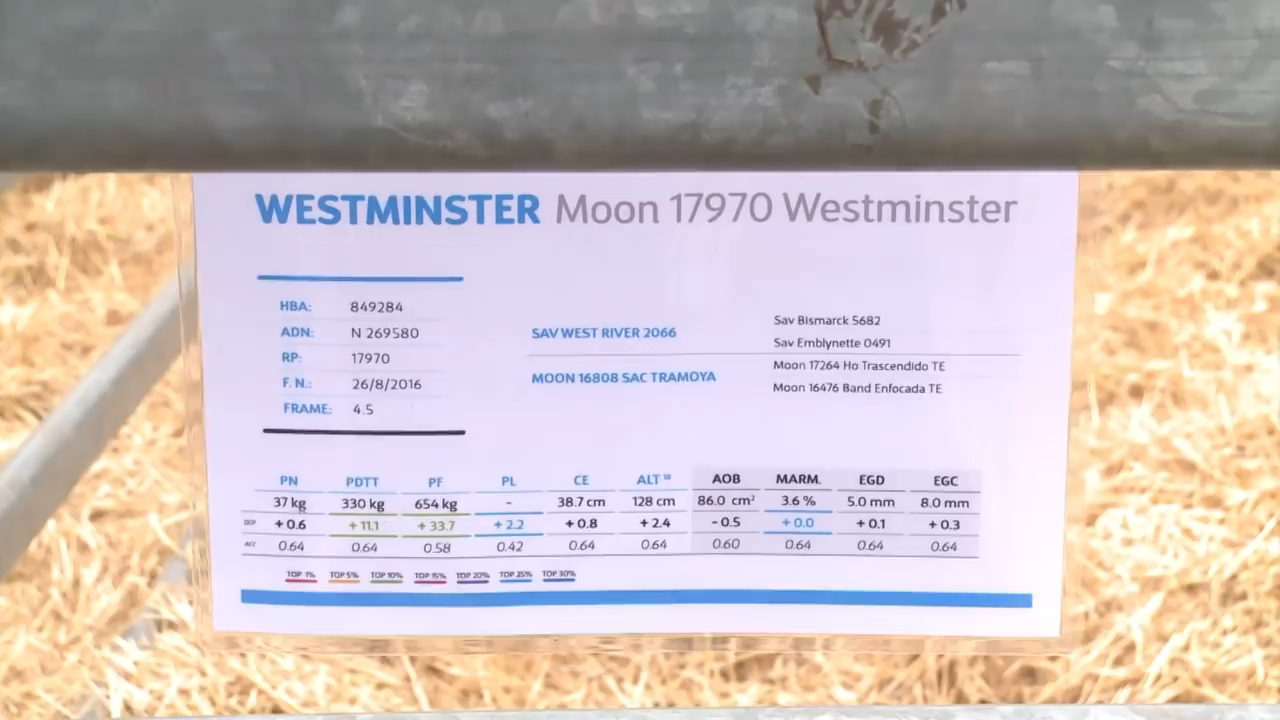 WESTMINSTER Moon 17970 Westminster
HBA: 849284
ADN: N 269580
RP: 17970
F. N.: 26/8/2016
FRAME: 4.5
SAV WEST RIVER 2066
MOON 16808 SAC TRAMOYA
Sav Bismarck 5682
Sav Emblynette 0491
Moon 17264 Ho Trascendido TE
Moon 16476 Band Enfocada TE
PN PDTT PF PL CE ALT 18 AOB MARM. EGD EGC
37 kg 330 kg 654 kg - 38.7 cm 128 cm 86.0 cm² 3.6 % 5.0 mm 8.0 mm
DEP + 0.6 + 11.1 + 33.7 + 2.2 + 0.8 + 2.4 - 0.5 + 0.0 + 0.1 + 0.3
ACC 0.64 0.64 0.58 0.42 0.64 0.64 0.60 0.64 0.64 0.64
TOP 1% TOP 5% TOP 10% TOP 15% TOP 20% TOP 25% TOP 30%